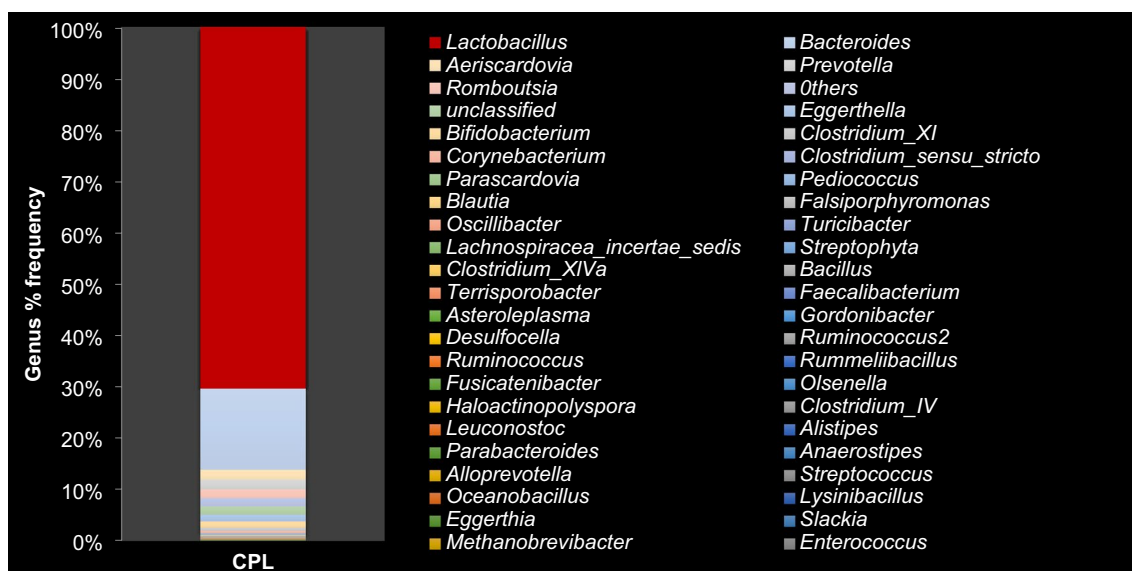 100%
90%
80%
70%
60%
50%
40%
30%
20%
10%
0%
Genus % frequency
CPL
Lactobacillus
Bacteroides
Aeriscardovia
Prevotella
Romboutsia
0thers
unclassified
Eggerthella
Bifidobacterium
Clostridium_XI
Corynebacterium
Clostridium_sensu_stricto
Parascardovia
Pediococcus
Blautia
Falsiporphyromonas
Oscillibacter
Turicibacter
Lachnospiracea_incertae_sedis
Streptophyta
Clostridium_XIVa
Bacillus
Terrisporobacter
Faecalibacterium
Asteroleplasma
Gordonibacter
Desulfocella
Ruminococcus2
Ruminococcus
Rummeliibacillus
Fusicatenibacter
Olsenella
Haloactinopolyspora
Clostridium_IV
Leuconostoc
Alistipes
Parabacteroides
Anaerostipes
Alloprevotella
Streptococcus
Oceanobacillus
Lysinibacillus
Eggerthia
Slackia
Methanobrevibacter
Enterococcus